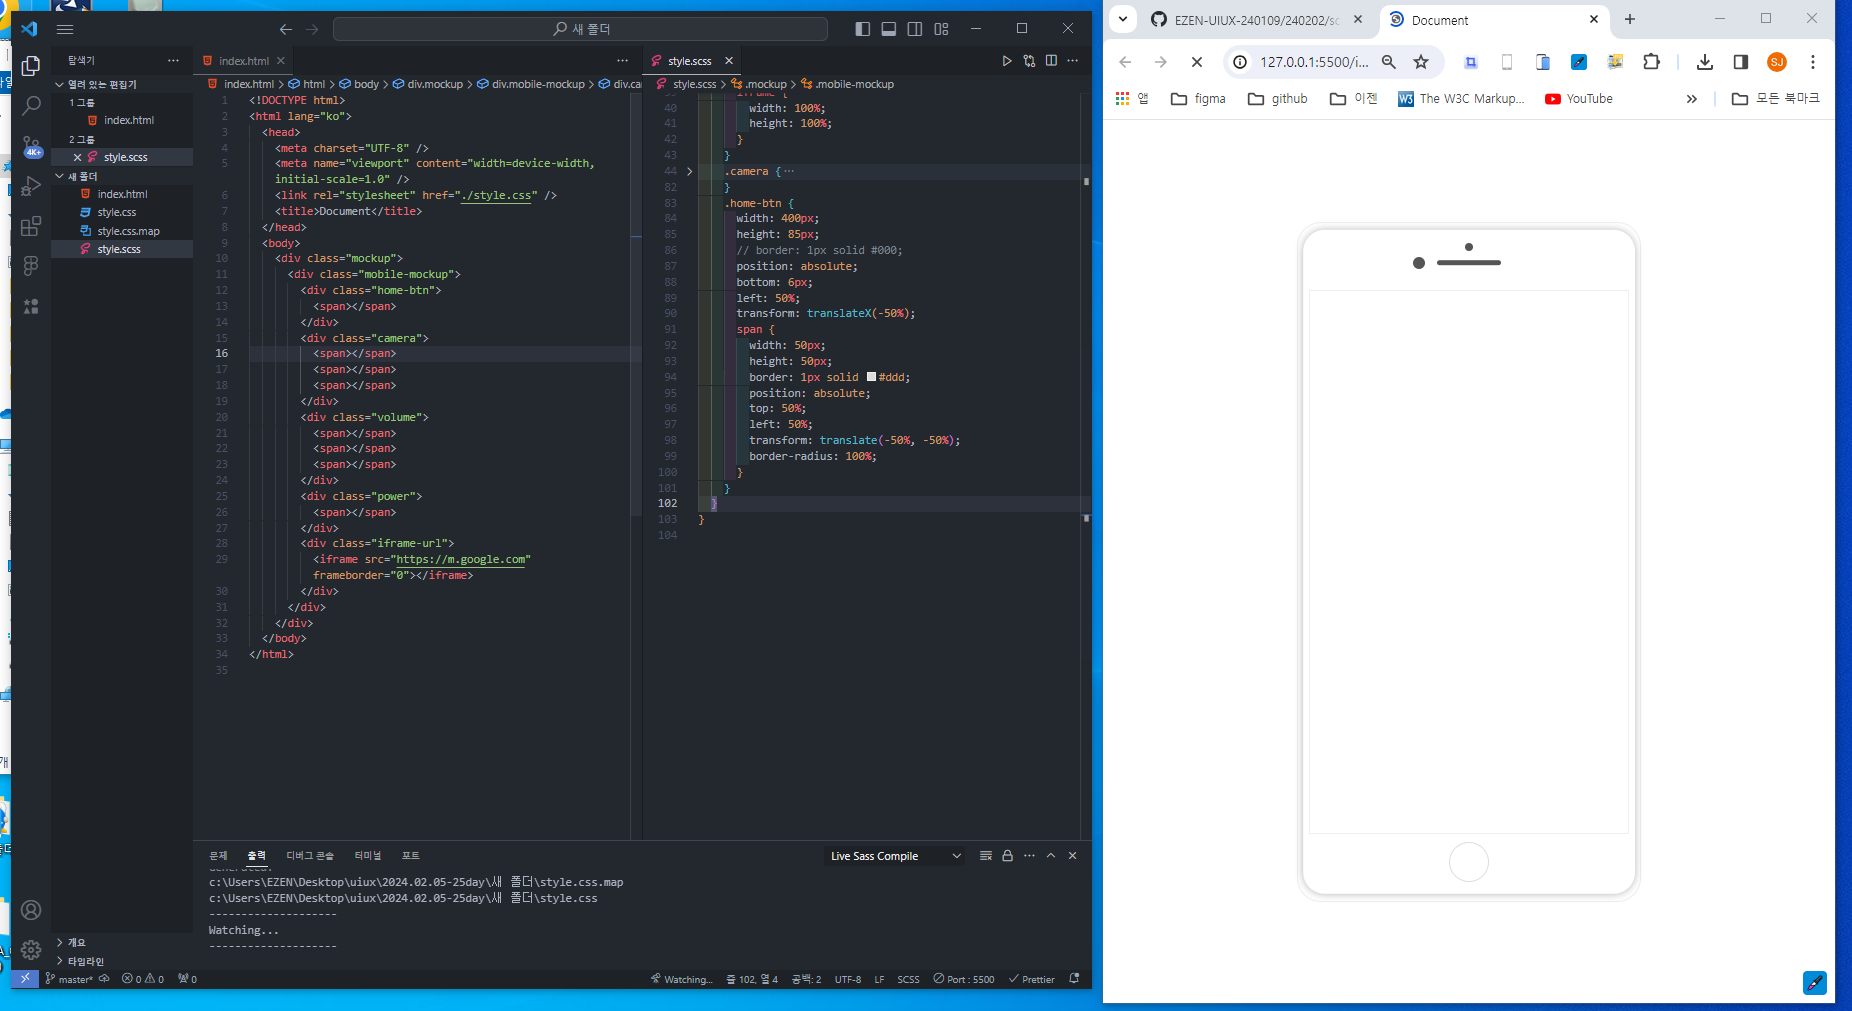 새 폴더
탐색기
열려 있는 편집기
1 그룹
index.html
2 그룹
style.scss
새 폴더
index.html
style.css
style.css.map
style.scss
개요
타임라인
4K+
index.html
index.html > html > body > div.mockup > div.mobile-mockup > div.ca
1 <!DOCTYPE html>
2 <html lang="ko">
3 <head>
4 <meta charset="UTF-8" />
5 <meta name="viewport" content="width=device-width,
initial-scale=1.0" />
6 <link rel="stylesheet" href="./style.css" />
7 <title>Document</title>
8 </head>
9 <body>
10 <div class="mockup">
11 <div class="mobile-mockup">
12 <div class="home-btn">
13 <span></span>
14 </div>
15 <div class="camera">
16 <span></span>
17 <span></span>
18 <span></span>
19 </div>
20 <div class="volume">
21 <span></span>
22 <span></span>
23 <span></span>
24 </div>
25 <div class="power">
26 <span></span>
27 </div>
28 <div class="iframe-url">
29 <iframe src="https://m.google.com"
frameborder="0"></iframe>
30 </div>
31 </div>
32 </div>
33 </body>
34 </html>
35
style.scss
style.scss > .mockup > .mobile-mockup
39 iframe {
40 width: 100%;
41 height: 100%;
42 }
43 }
44 .camera {···
82 }
83 .home-btn {
84 width: 400px;
85 height: 85px;
86 // border: 1px solid #000;
87 position: absolute;
88 bottom: 6px;
89 left: 50%;
90 transform: translateX(-50%);
91 span {
92 width: 50px;
93 height: 50px;
94 border: 1px solid #ddd;
95 position: absolute;
96 top: 50%;
97 left: 50%;
98 transform: translate(-50%, -50%);
99 border-radius: 100%;
100 }
101 }
102 }
103 }
104
문제 출력 디버그 콘솔 터미널 포트
Live Sass Compile
Generated:
c:\Users\EZEN\Desktop\uiux\2024.02.05-25day\새 폴더\style.css.map
c:\Users\EZEN\Desktop\uiux\2024.02.05-25day\새 폴더\style.css
--------------------
Watching...
--------------------
master* 0 0 0 Watching... 줄 102, 열 4 공백: 2 UTF-8 LF SCSS Port : 5500 Prettier
EZEN-UIUX-240109/240202/sc
Document
127.0.0.1:5500/i...
SJ
앱 figma github 이젠 The W3C Markup... YouTube » 모든 북마크